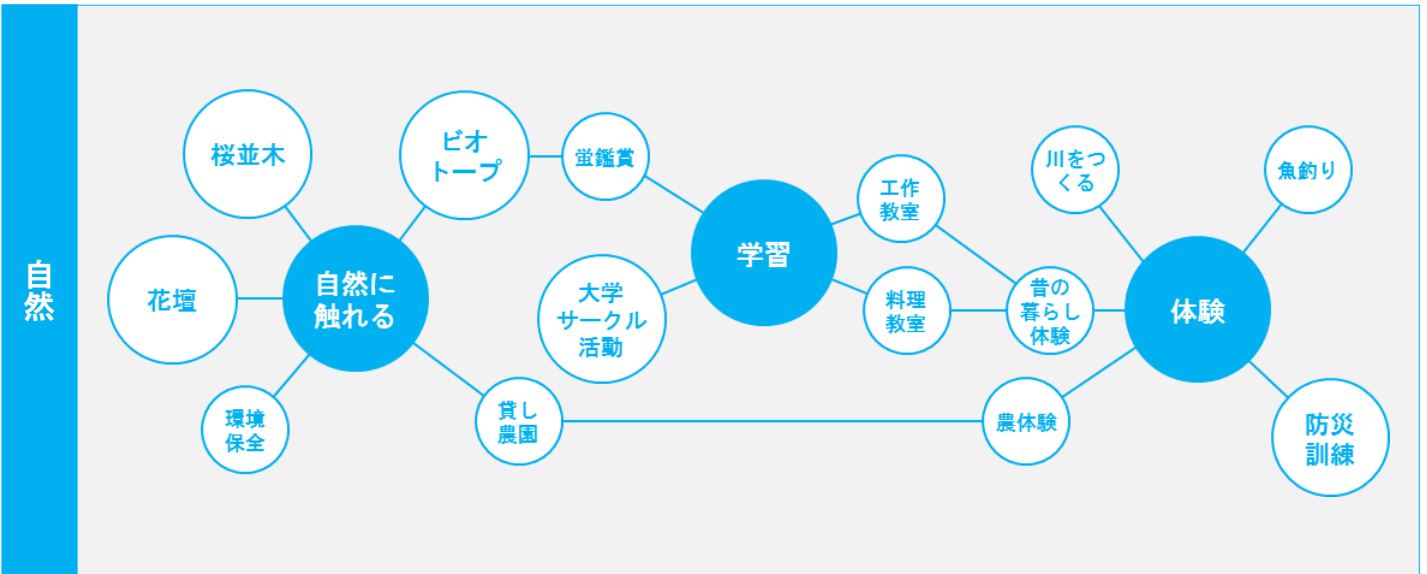 自然
桜並木
ビオ
トープ
蛍鑑賞
花壇
自然に
触れる
環境
保全
貸し
農園
学習
大学
サークル
活動
工作
教室
料理
教室
昔の
暮らし
体験
川をつ
くる
魚釣り
体験
農体験
防災
訓練